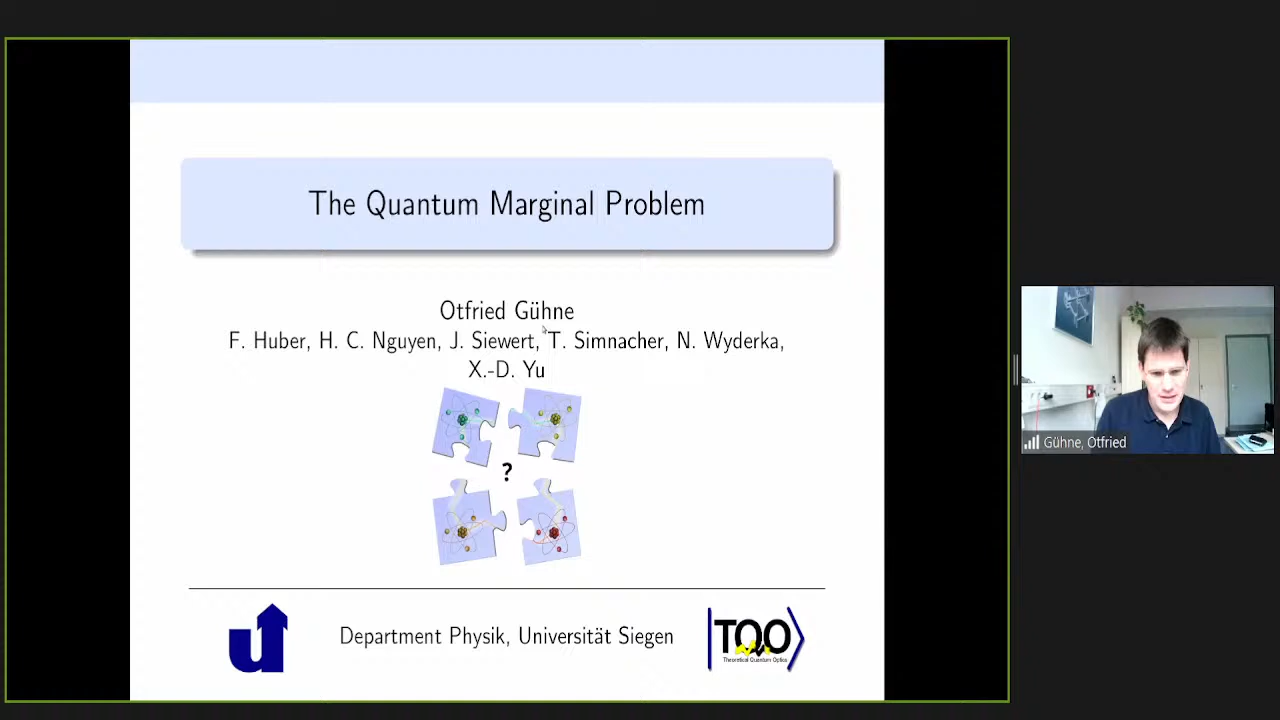 The Quantum Marginal Problem
Otfried Gühne
F. Huber, H. C. Nguyen, J. Siewert, T. Simnacher, N. Wyderka,
X.-D. Yu
?
Department Physik, Universität Siegen
u
TQO
Theoretical Quantum Optics
Gühne, Otfried